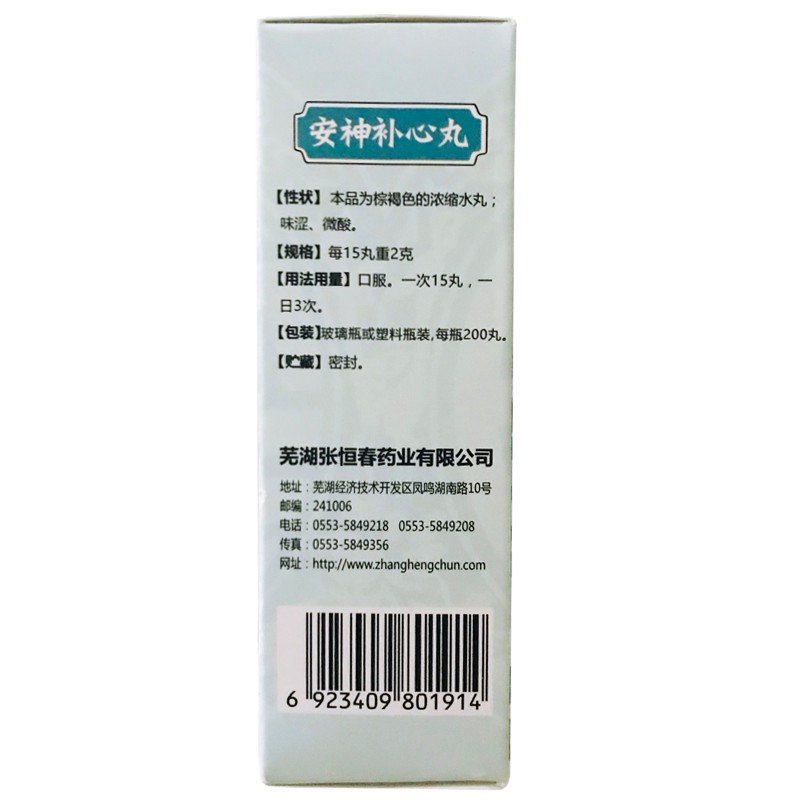 安神补心丸
【性状】本品为棕褐色的浓缩水丸；
味涩、微酸。
【规格】每15丸重2克
【用法用量】口服。一次15丸，一
日3次。
【包装】玻璃瓶或塑料瓶装,每瓶200丸。
【贮藏】密封。
芜湖张恒春药业有限公司
地址：芜湖经济技术开发区凤鸣湖南路10号
邮编：241006
电话：0553-5849218 0553-5849208
传真：0553-5849356
网址：http://www.zhanghengchun.com
6 923409 801914